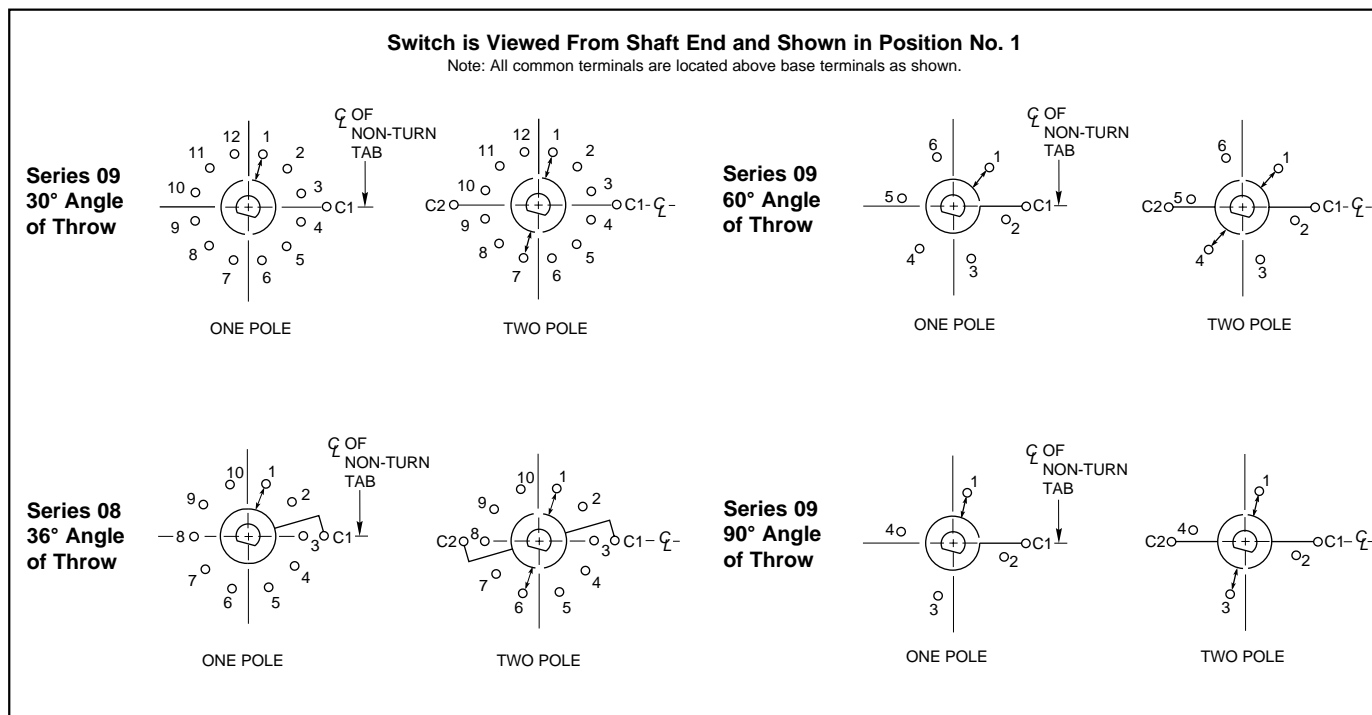 Switch is Viewed From Shaft End and Shown in Position No. 1
Note: All common terminals are located above base terminals as shown.
Series 09
30° Angle
of Throw
℄ OF
NON-TURN
TAB
12 1
11 2
10 3
C1
9 4
8 5
7 6
ONE POLE
12 1
11 2
10 3
C2 C1 ℄
9 4
8 5
7 6
TWO POLE
Series 09
60° Angle
of Throw
℄ OF
NON-TURN
TAB
6 1
5 C1
2
4 3
ONE POLE
6 1
5
C2 C1 ℄
2
4 3
TWO POLE
Series 08
36° Angle
of Throw
℄ OF
NON-TURN
TAB
10 1
9 2
8 3 C1
7 4
6 5
ONE POLE
10 1
9 2
C2 8 3 C1 ℄
7 4
6 5
TWO POLE
Series 09
90° Angle
of Throw
℄ OF
NON-TURN
TAB
1
4 C1
2
3
ONE POLE
1
4
C2 C1 ℄
2
3
TWO POLE